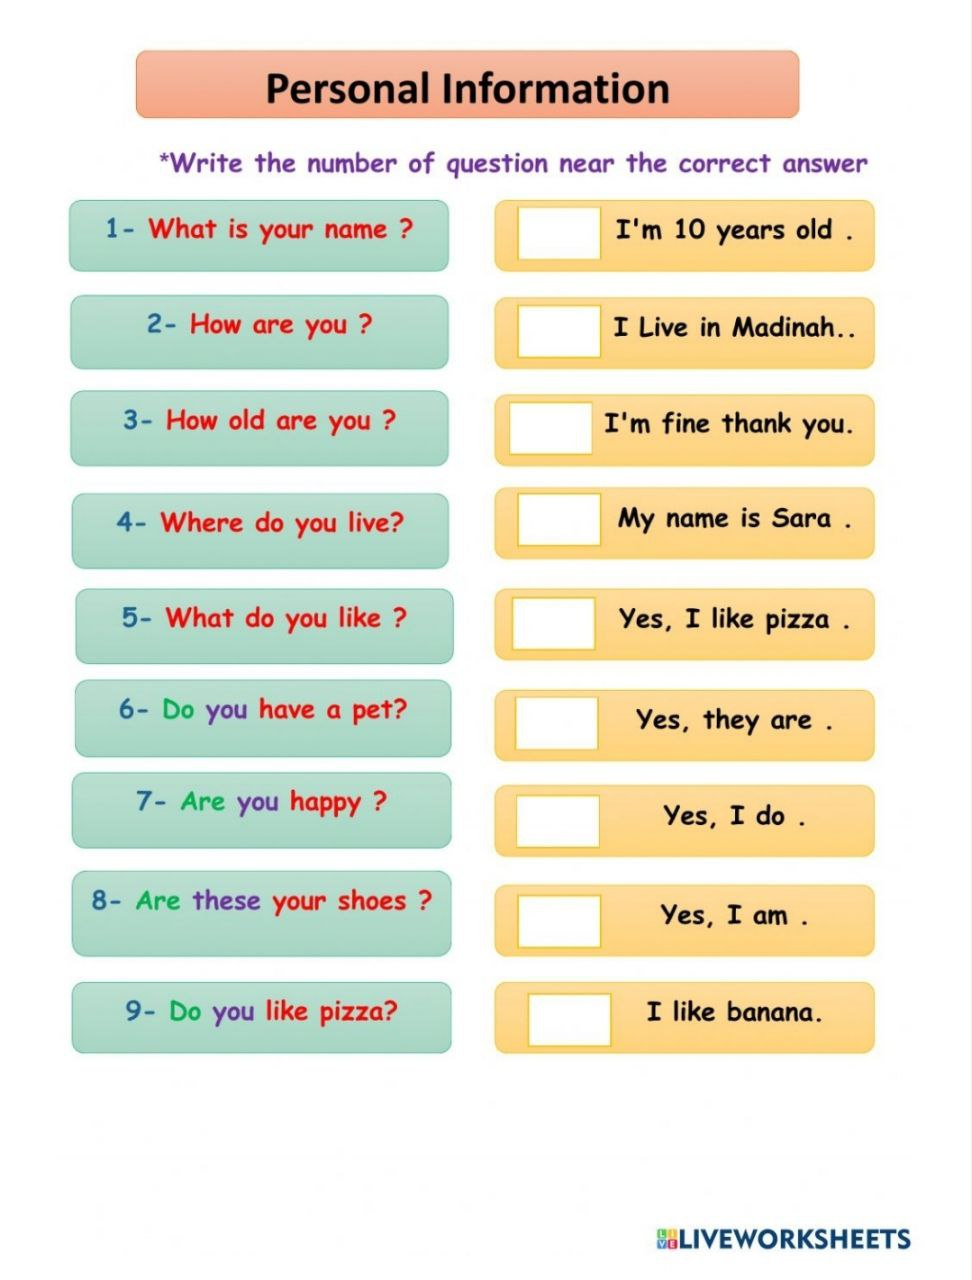 Personal Information
*Write the number of question near the correct answer
1- What is your name ?
I'm 10 years old .
2- How are you ?
I Live in Madinah..
3- How old are you ?
I'm fine thank you.
4- Where do you live?
My name is Sara .
5- What do you like ?
Yes, I like pizza .
6- Do you have a pet?
Yes, they are .
7- Are you happy ?
Yes, I do .
8- Are these your shoes ?
Yes, I am .
9- Do you like pizza?
I like banana.
LIVE LIVEWORKSHEETS